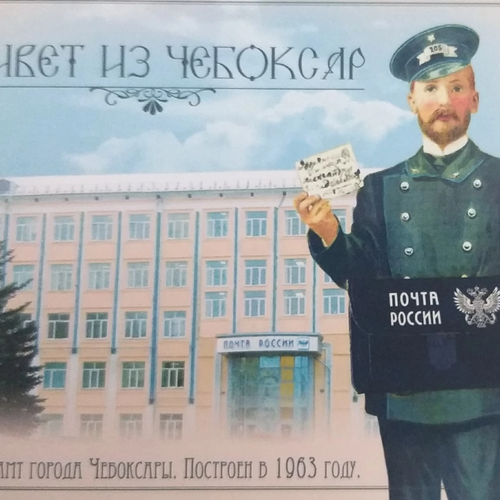 ИВЕТ ИЗ ЧЕБОКСАР
105
ПОЧТА РОССИИ
ПОЧТА
РОССИИ
АМТ ГОРОДА ЧЕБОКСАРЫ. ПОСТРОЕН В 1963 ГОДУ.